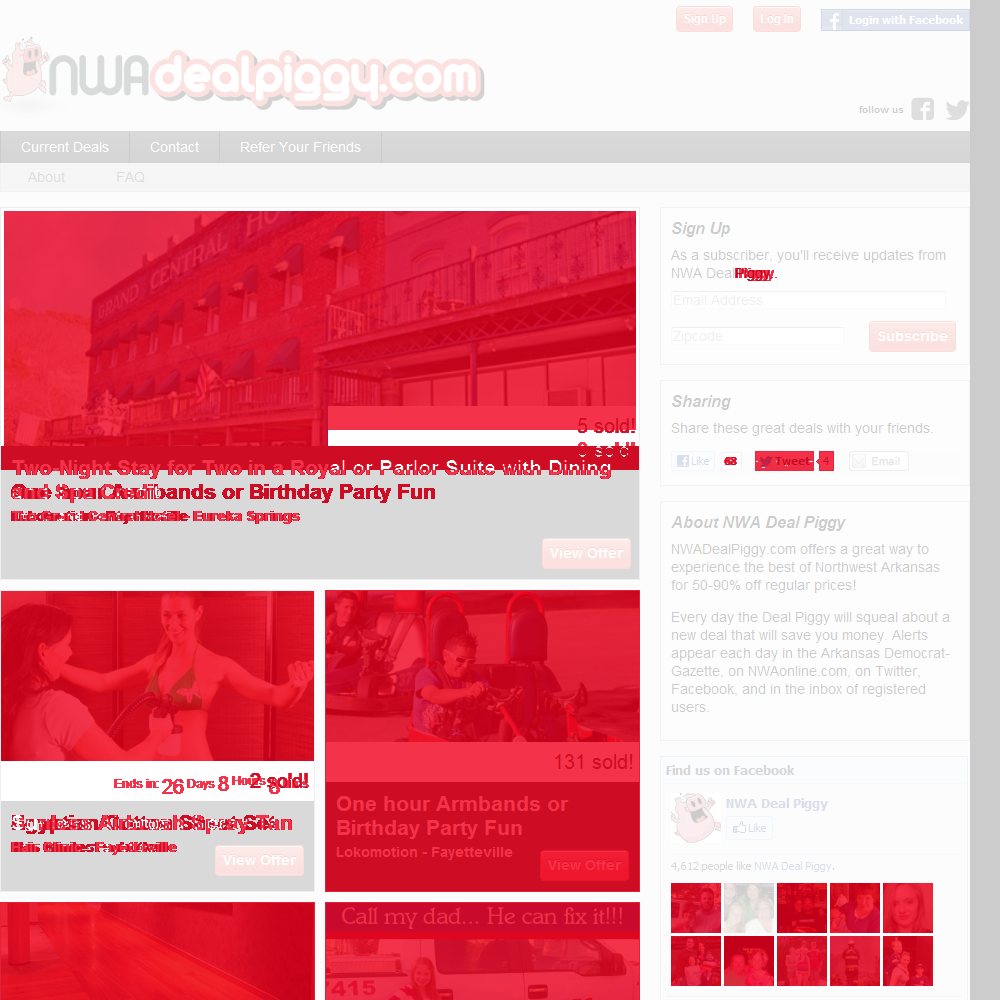 Sign Up
Log In
Login with Facebook
NWAdealpiggy.com
follow us
Current Deals
Contact
Refer Your Friends
About
FAQ
GRAND CENTRAL
Sign Up
As a subscriber, you'll receive updates from
NWA Deal
Email Address
Zipcode
Subscribe
5 sold!
Two-Night Stay for Two in a Royal or Parlor Suite with Dining
Armbands or Birthday Party Fun
Eureka Springs
View Offer
Sharing
Share these great deals with your friends.
Like
Tweet
4
Email
About NWA Deal Piggy
NWADealPiggy.com offers a great way to
experience the best of Northwest Arkansas
for 50-90% off regular prices!
Every day the Deal Piggy will squeal about a
new deal that will save you money. Alerts
appear each day in the Arkansas Democrat-
Gazette, on NWAonline.com, on Twitter,
Facebook, and in the inbox of registered
users.
Ends in: 26 Days 8 Hours
sold!
View Offer
131 sold!
One hour Armbands or
Birthday Party Fun
Lokomotion - Fayetteville
View Offer
Find us on Facebook
NWA Deal Piggy
Like
4,612 people like NWA Deal Piggy.
Call my dad... He can fix it!!!
7415